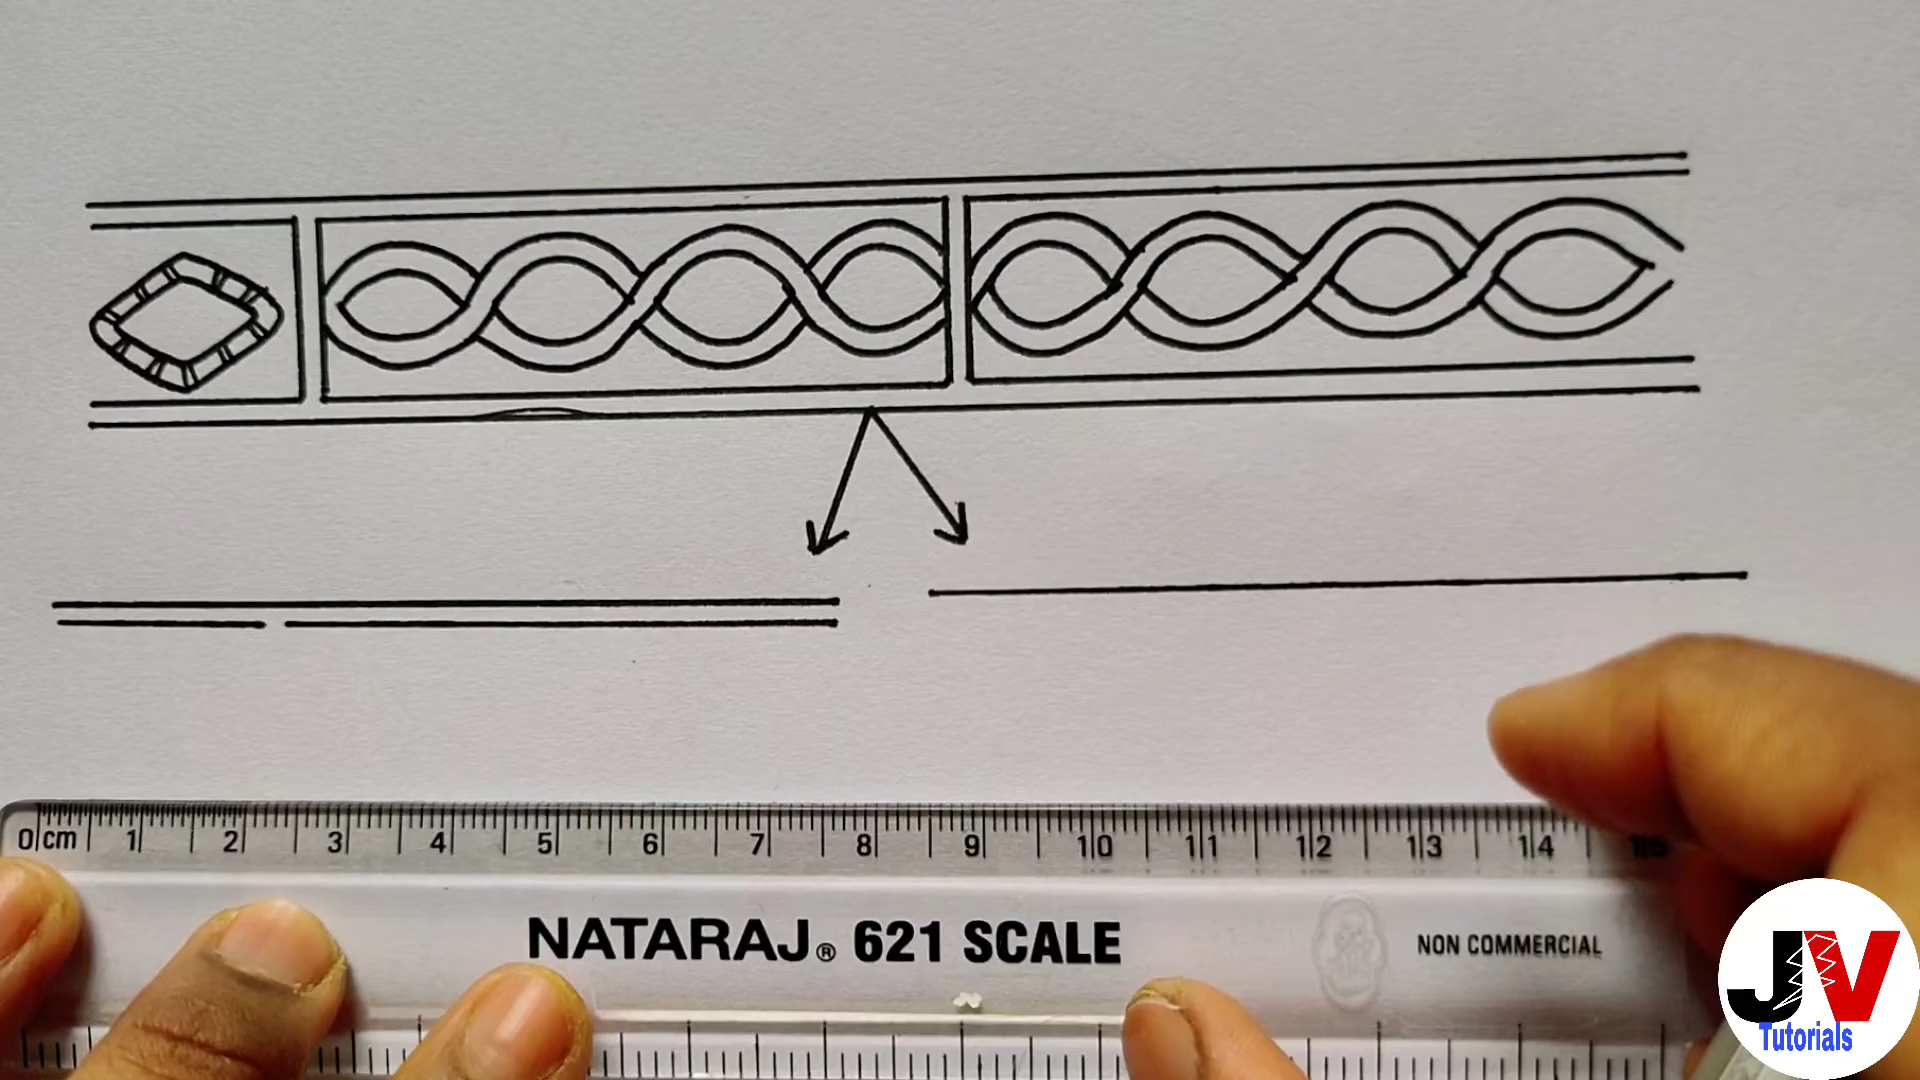 0 cm 1 2 3 4 5 6 7 8 9 10 11 12 13 14 15
NATARAJ® 621 SCALE
NON COMMERCIAL
JV
Tutorials